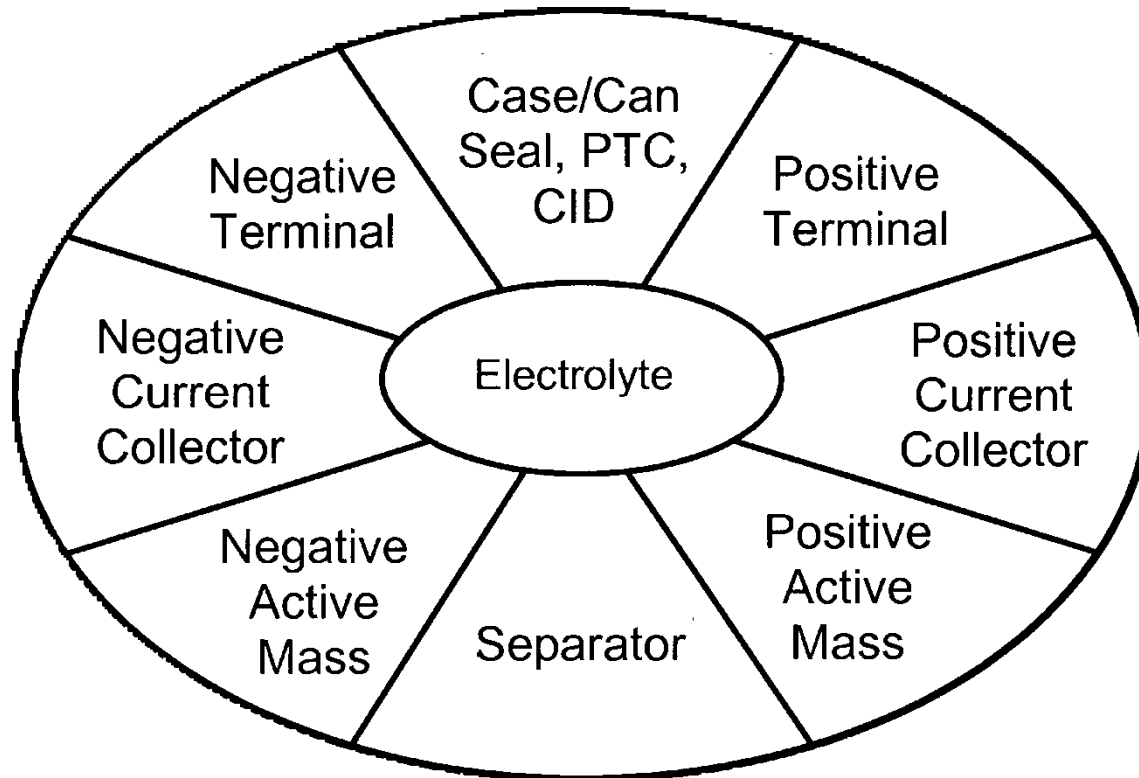 Case/Can
Seal, PTC,
CID
Positive
Terminal
Positive
Current
Collector
Positive
Active
Mass
Separator
Negative
Active
Mass
Negative
Current
Collector
Negative
Terminal
Electrolyte